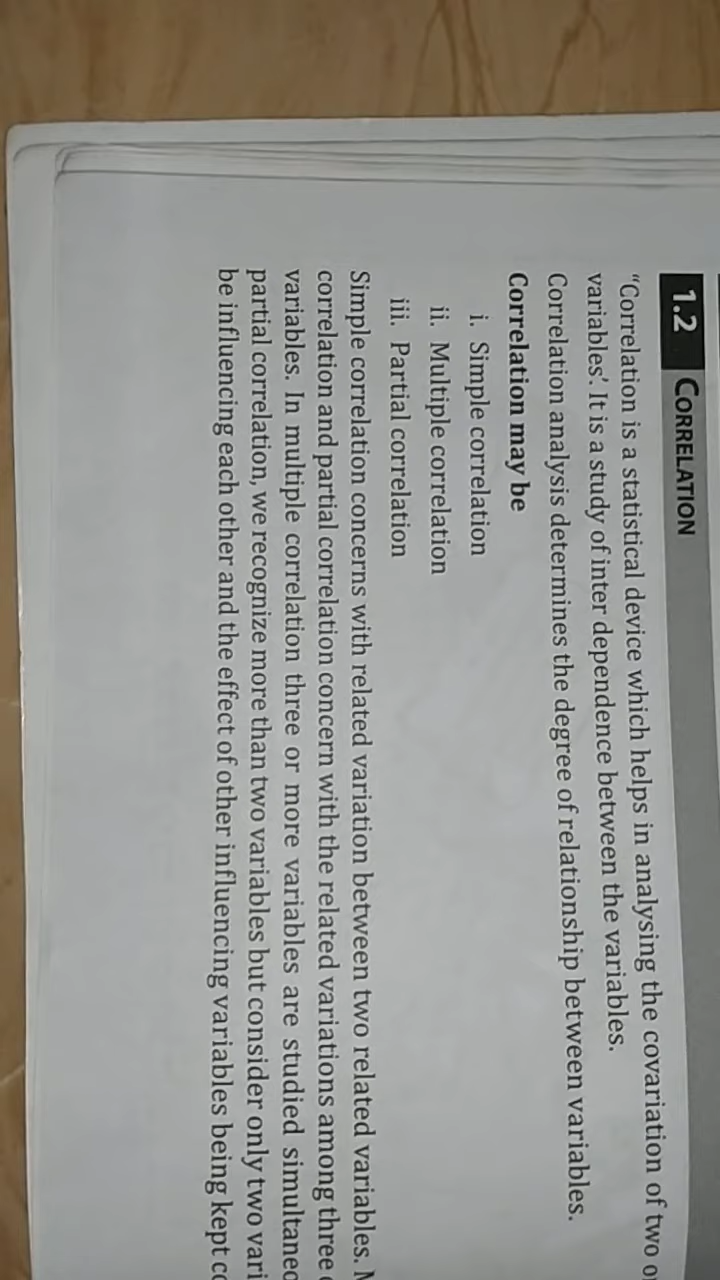 1.2 CORRELATION
“Correlation is a statistical device which helps in analysing the covariation of two
variables’. It is a study of inter dependence between the variables.
Correlation analysis determines the degree of relationship between variables.
Correlation may be
i. Simple correlation
ii. Multiple correlation
iii. Partial correlation
Simple correlation concerns with related variation between two related variables.
correlation and partial correlation concern with the related variations among three
variables. In multiple correlation three or more variables are studied
partial correlation, we recognize more than two variables but consider only two
be influencing each other and the effect of other influencing variables being kept